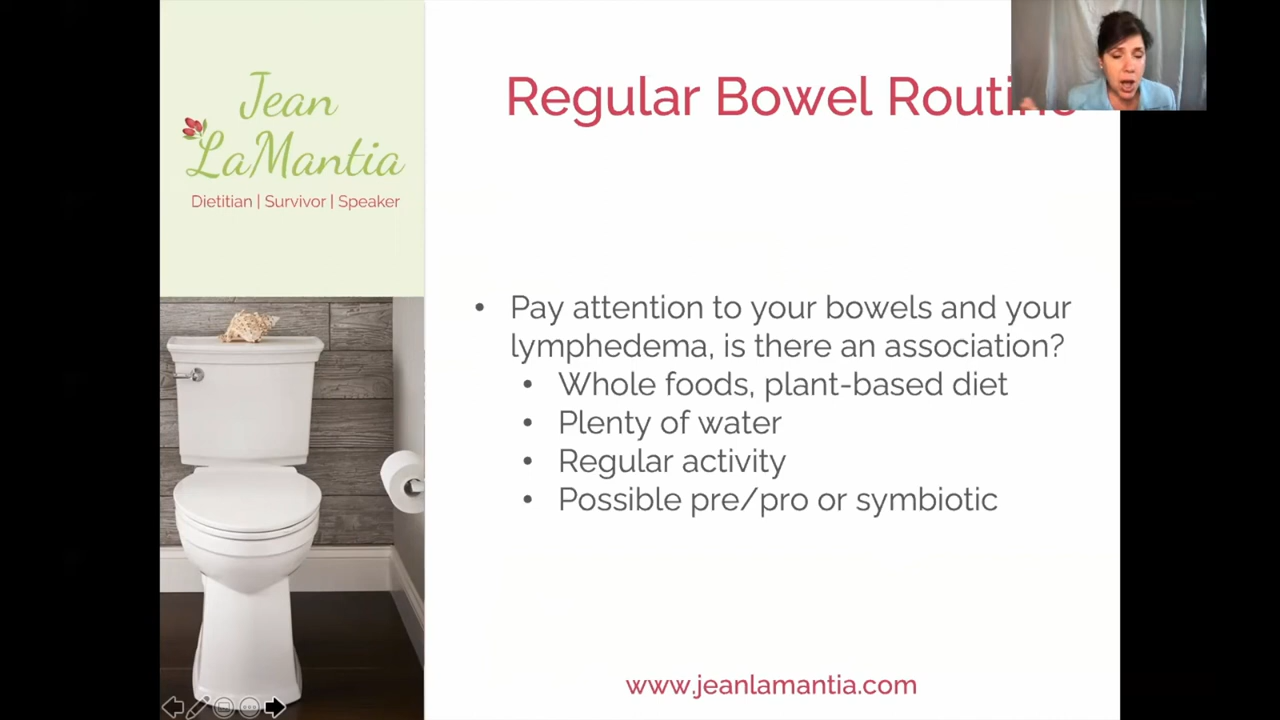 Jean
LaMantia
Dietitian | Survivor | Speaker
Regular Bowel
• Pay attention to your bowels and your
lymphedema, is there an association?
• Whole foods, plant-based diet
• Plenty of water
• Regular activity
• Possible pre/pro or symbiotic
www.jeanlamantia.com